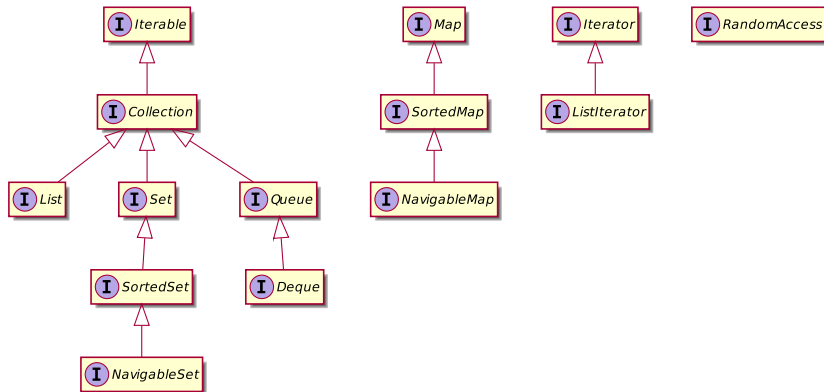 I Iterable
I Map
I Iterator
I RandomAccess
I Collection
I SortedMap
I ListIterator
I List
I Set
I Queue
I NavigableMap
I SortedSet
I Deque
I NavigableSet